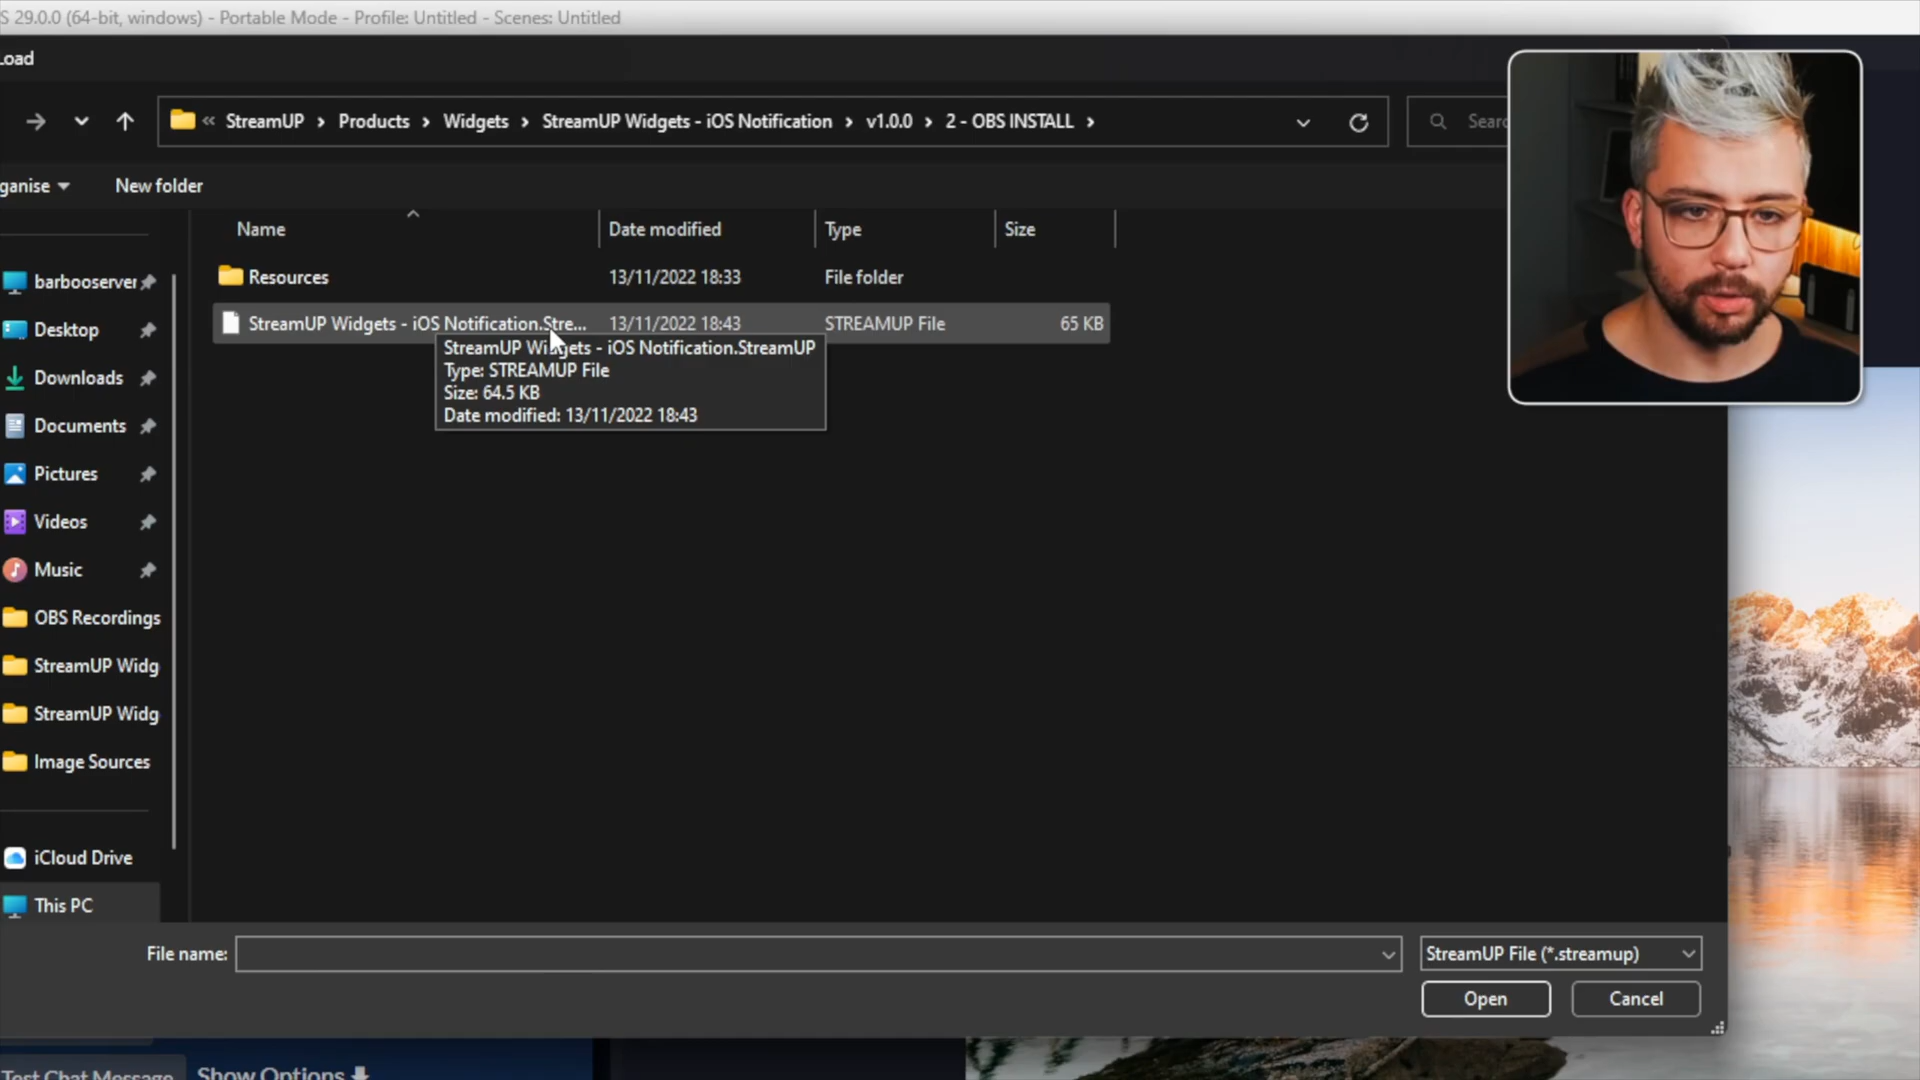 S 29.0.0 (64-bit, windows) - Portable Mode - Profile: Untitled - Scenes: Untitled
Load
« StreamUP › Products › Widgets › StreamUP Widgets - iOS Notification › v1.0.0 › 2 - OBS INSTALL ›
Searc
ganise
New folder
Name
Date modified
Type
Size
Resources
13/11/2022 18:33
File folder
StreamUP Widgets - iOS Notification.Stre...
13/11/2022 18:43
STREAMUP File
65 KB
StreamUP Widgets - iOS Notification.StreamUP
Type: STREAMUP File
Size: 64.5 KB
Date modified: 13/11/2022 18:43
barbooserver
Desktop
Downloads
Documents
Pictures
Videos
Music
OBS Recordings
StreamUP Widg
StreamUP Widg
Image Sources
iCloud Drive
This PC
File name:
StreamUP File (*.streamup)
Open
Cancel
Test Chat Message
Show Options